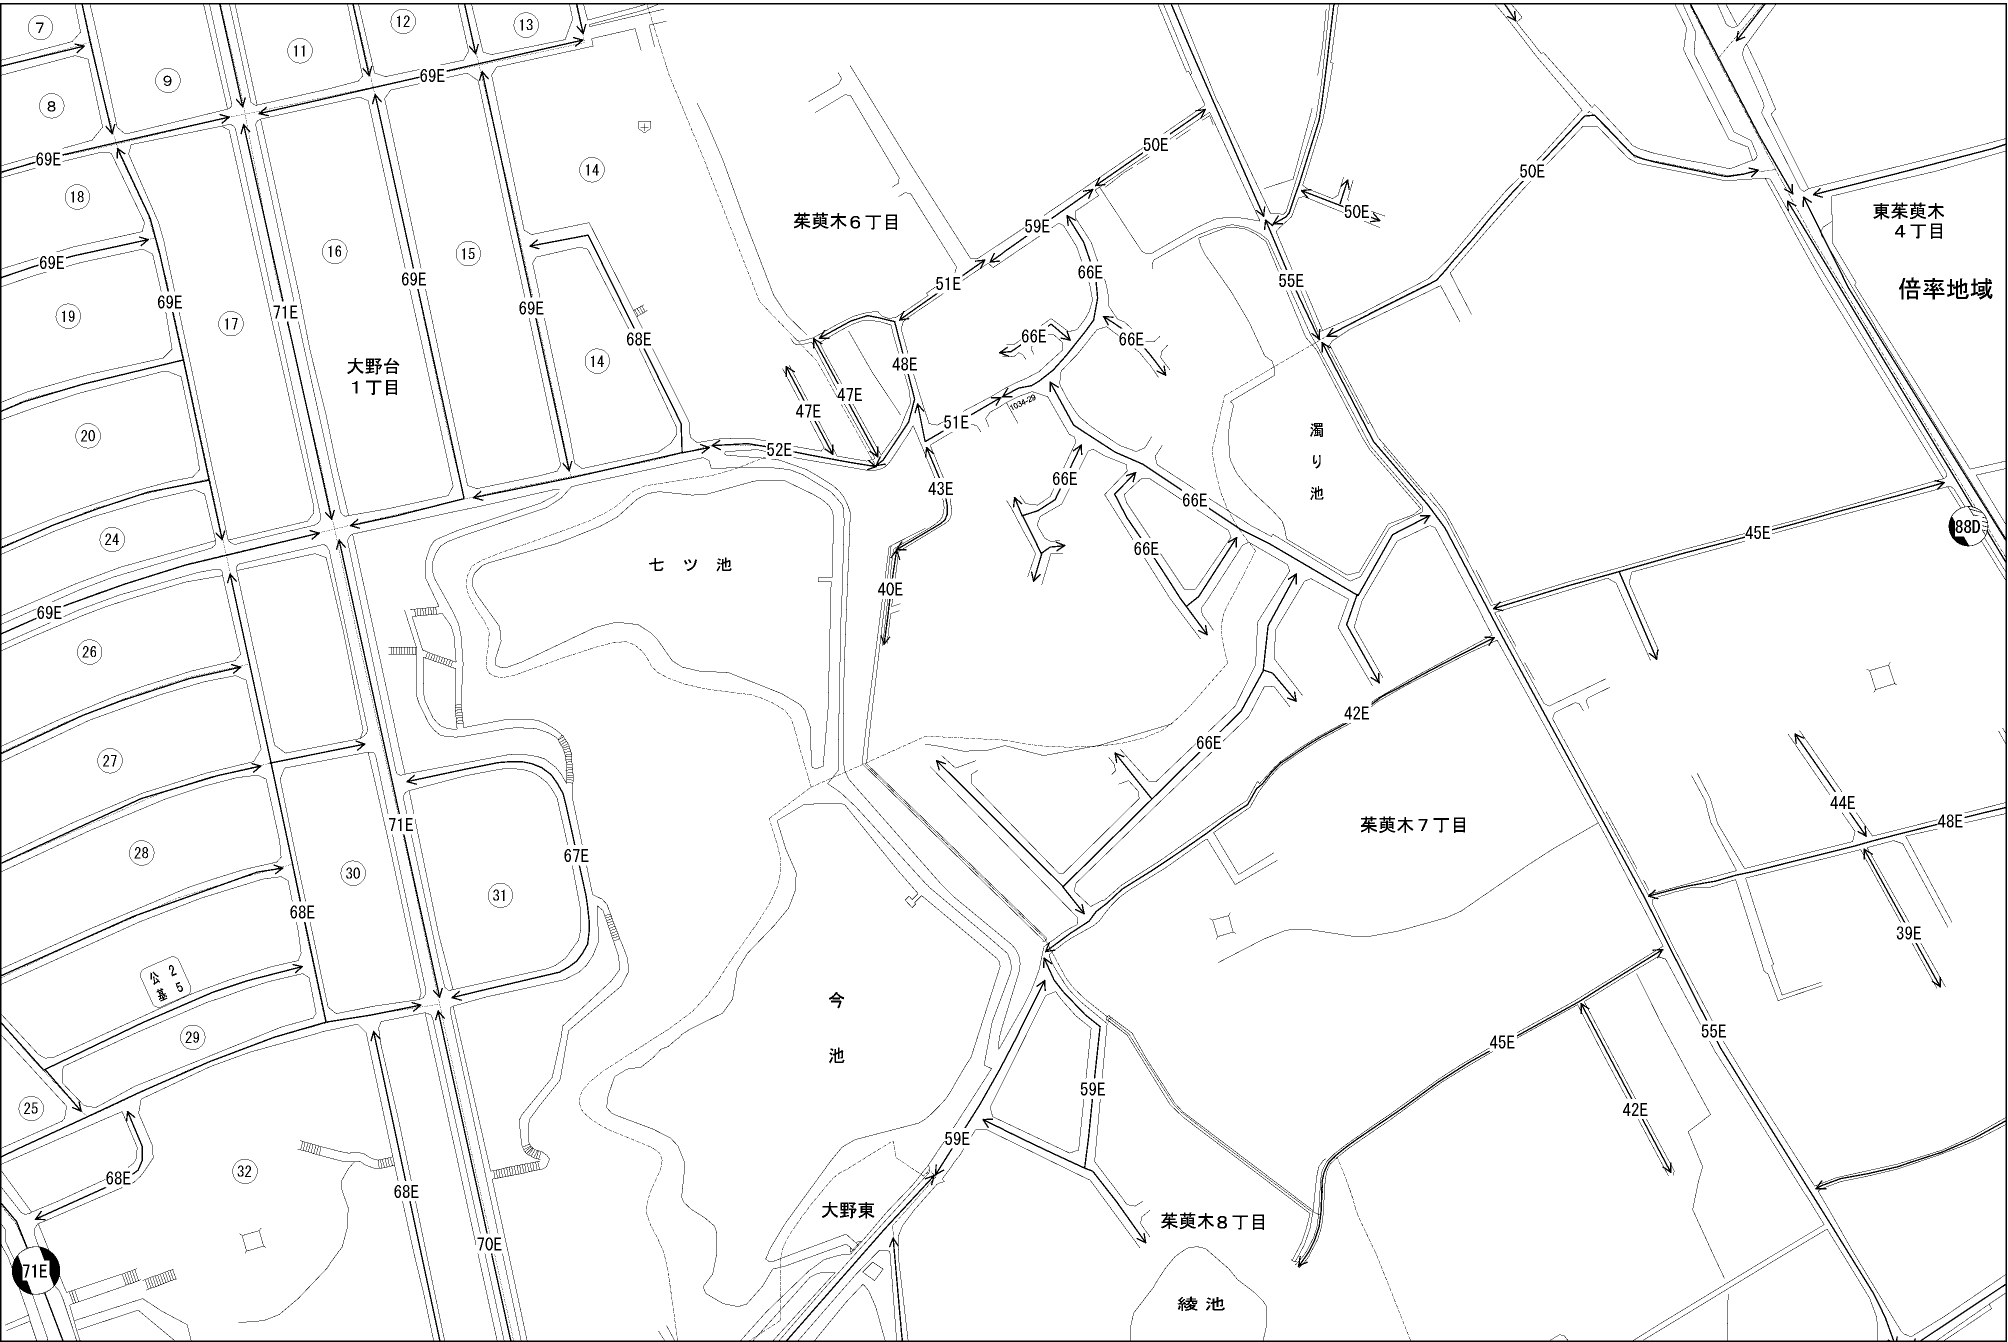 7
12
13
11
9
69E
8
50E
69E
14
50E
18
50E
東茱萸木
４丁目
茱萸木６丁目
59E
16
15
69E
66E
55E
69E
51E
倍率地域
69E
71E
69E
19
17
68E
66E
66E
大野台
１丁目
14
48E
47E
47E
1034-29
51E
濁り池
20
52E
66E
43E
66E
88D
45E
24
66E
七ツ池
40E
69E
26
42E
66E
27
44E
48E
71E
茱萸木７丁目
28
67E
30
31
68E
39E
公 2
墓 5
今池
29
55E
45E
59E
25
42E
59E
32
68E
68E
大野東
茱萸木８丁目
70E
71E
綾池